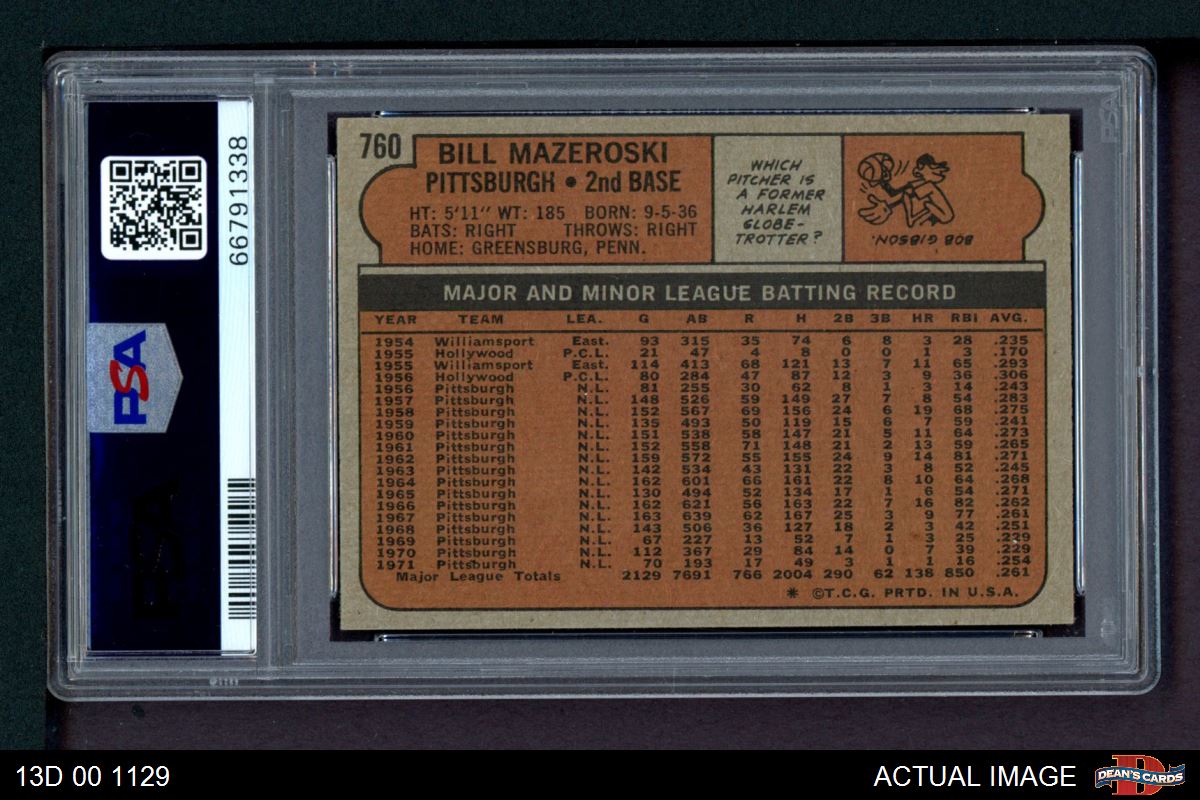 66791338
PSA
760
BILL MAZEROSKI
PITTSBURGH • 2nd BASE
HT: 5'11" WT: 185 BORN: 9-5-36
BATS: RIGHT THROWS: RIGHT
HOME: GREENSBURG, PENN.
WHICH
PITCHER IS
A FORMER
HARLEM
GLOBE-
TROTTER?
BOB GIBSON.
MAJOR AND MINOR LEAGUE BATTING RECORD
YEAR TEAM LEA. G AB R H 2B 3B HR RBI AVG.
1954 Williamsport East. 93 315 35 74 6 8 3 28 .235
1955 Hollywood P.C.L. 21 47 4 8 0 0 1 3 .170
1955 Williamsport East. 114 413 68 121 13 7 11 65 .293
1956 Hollywood P.C.L. 80 284 47 87 12 3 9 36 .306
1956 Pittsburgh N.L. 81 255 30 62 8 1 3 14 .243
1957 Pittsburgh N.L. 148 526 59 149 27 7 8 54 .283
1958 Pittsburgh N.L. 152 567 69 156 24 6 19 68 .275
1959 Pittsburgh N.L. 135 493 50 119 15 6 7 59 .241
1960 Pittsburgh N.L. 151 538 58 147 21 5 11 64 .273
1961 Pittsburgh N.L. 152 558 71 148 21 2 13 59 .265
1962 Pittsburgh N.L. 159 572 55 155 24 9 14 81 .271
1963 Pittsburgh N.L. 142 534 43 131 22 3 8 52 .245
1964 Pittsburgh N.L. 162 601 66 161 22 8 10 64 .268
1965 Pittsburgh N.L. 130 494 52 134 17 1 6 54 .271
1966 Pittsburgh N.L. 162 621 56 163 22 7 16 82 .262
1967 Pittsburgh N.L. 163 639 62 167 25 3 9 77 .261
1968 Pittsburgh N.L. 143 506 36 127 18 2 3 42 .251
1969 Pittsburgh N.L. 67 227 13 52 7 1 3 25 .229
1970 Pittsburgh N.L. 112 367 29 84 14 0 7 39 .229
1971 Pittsburgh N.L. 70 193 17 49 3 1 1 16 .254
Major League Totals 2129 7691 766 2004 290 62 138 850 .261
* ©T.C.G. PRTD. IN U.S.A.
13D 00 1129
ACTUAL IMAGE
D
DEAN'S CARDS